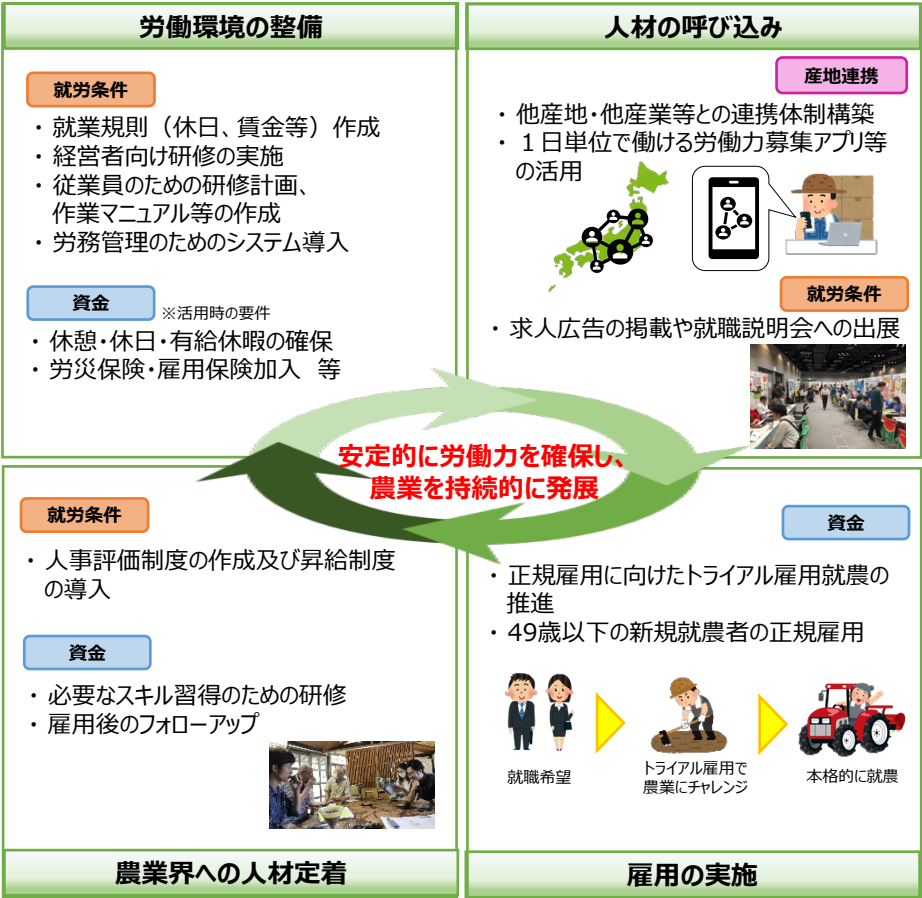 労働環境の整備
就労条件
・就業規則（休日、賃金等）作成
・経営者向け研修の実施
・従業員のための研修計画、
作業マニュアル等の作成
・労務管理のためのシステム導入
資金
※活用時の要件
・休憩・休日・有給休暇の確保
・労災保険・雇用保険加入　等
人材の呼び込み
産地連携
・他産地・他産業等との連携体制構築
・１日単位で働ける労働力募集アプリ等
の活用
就労条件
・求人広告の掲載や就職説明会への出展
安定的に労働力を確保し、
農業を持続的に発展
就労条件
・人事評価制度の作成及び昇給制度
の導入
資金
・必要なスキル習得のための研修
・雇用後のフォローアップ
農業界への人材定着
資金
・正規雇用に向けたトライアル雇用就農の
推進
・49歳以下の新規就農者の正規雇用
就職希望
トライアル雇用で
農業にチャレンジ
本格的に就農
雇用の実施